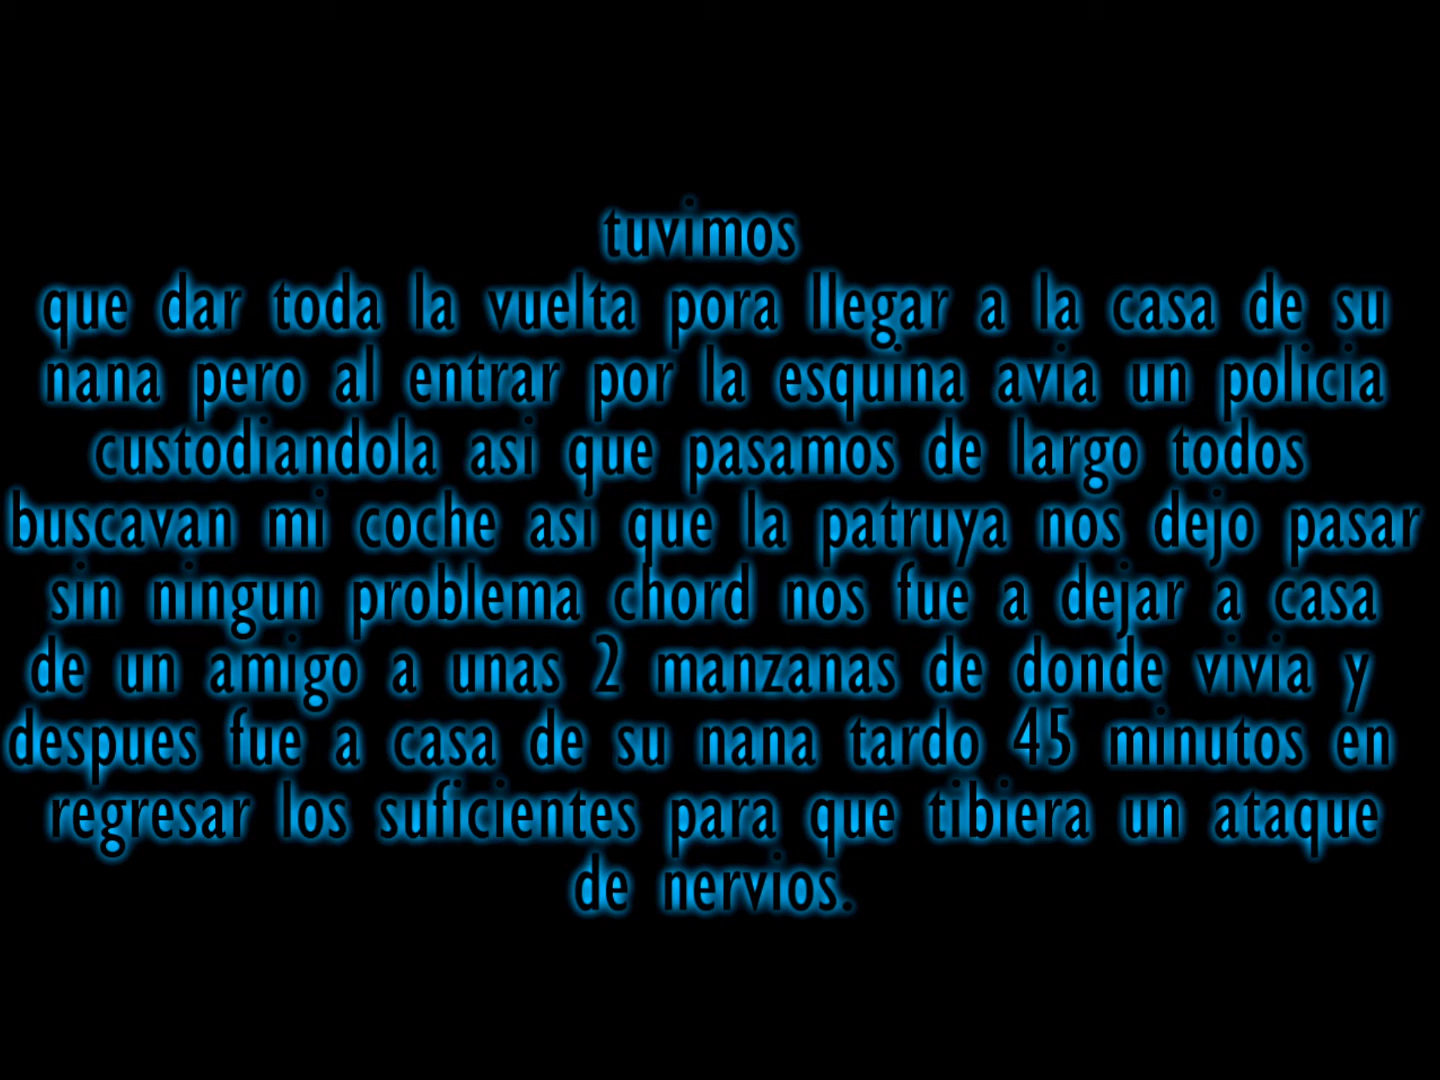 tuvimos
que dar toda la vuelta pora llegar a la casa de su
nana pero al entrar por la esquina avia un policia
custodiandola asi que pasamos de largo todos
buscavan mi coche asi que la patruya nos dejo pasar
sin ningun problema chord nos fue a dejar a casa
de un amigo a unas 2 manzanas de donde vivia y
despues fue a casa de su nana tardo 45 minutos en
regresar los suficientes para que tibiera un ataque
de nervios.